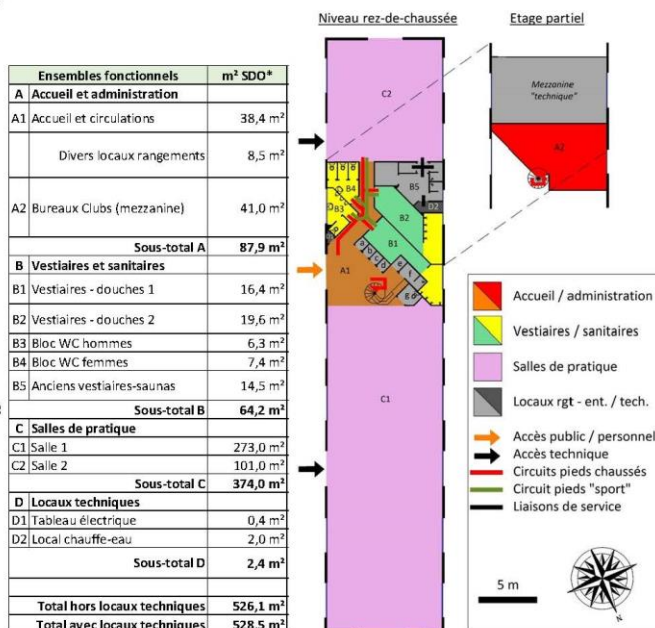 Niveau rez-de-chaussée
Etage partiel
Ensembles fonctionnels m² SDO*
A Accueil et administration
A1 Accueil et circulations 38,4 m²
Divers locaux rangements 8,5 m²
A2 Bureaux Clubs (mezzanine) 41,0 m²
Sous-total A 87,9 m²
B Vestiaires et sanitaires
B1 Vestiaires - douches 1 16,4 m²
B2 Vestiaires - douches 2 19,6 m²
B3 Bloc WC hommes 6,3 m²
B4 Bloc WC femmes 7,4 m²
B5 Anciens vestiaires-saunas 14,5 m²
Sous-total B 64,2 m²
C Salles de pratique
C1 Salle 1 273,0 m²
C2 Salle 2 101,0 m²
Sous-total C 374,0 m²
D Locaux techniques
D1 Tableau électrique 0,4 m²
D2 Local chauffe-eau 2,0 m²
Sous-total D 2,4 m²
Total hors locaux techniques 526,1 m²
Total avec locaux techniques 528,5 m²
C2
B4
B5
B3
D2
B2
B1
A1
a
b
c
d
e
f
g
C1
Mezzanine
"technique"
A2
Accueil / administration
Vestiaires / sanitaires
Salles de pratique
Locaux rgt - ent. / tech.
Accès public / personnel
Accès technique
Circuits pieds chaussés
Circuit pieds "sport"
Liaisons de service
5 m
N